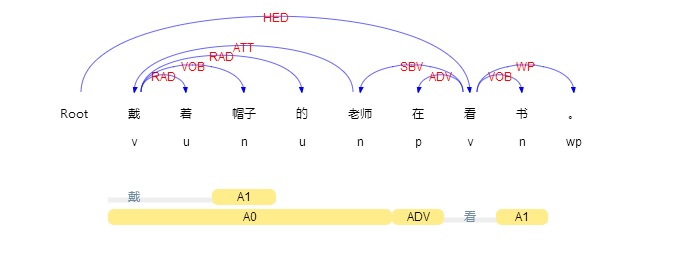 HED
ATT
RAD
VOB RAD SBV ADV VOB WP
Root 戴 着 帽子 的 老师 在 看 书 。
v u n u n p v n wp
戴 A1
A0 ADV 看 A1